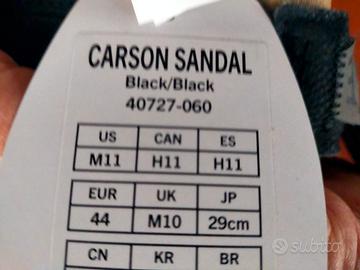 CARSON SANDAL
Black/Black
40727-060
US CAN ES
M11 H11 H11
EUR UK JP
44 M10 29cm
CN KR BR
subito